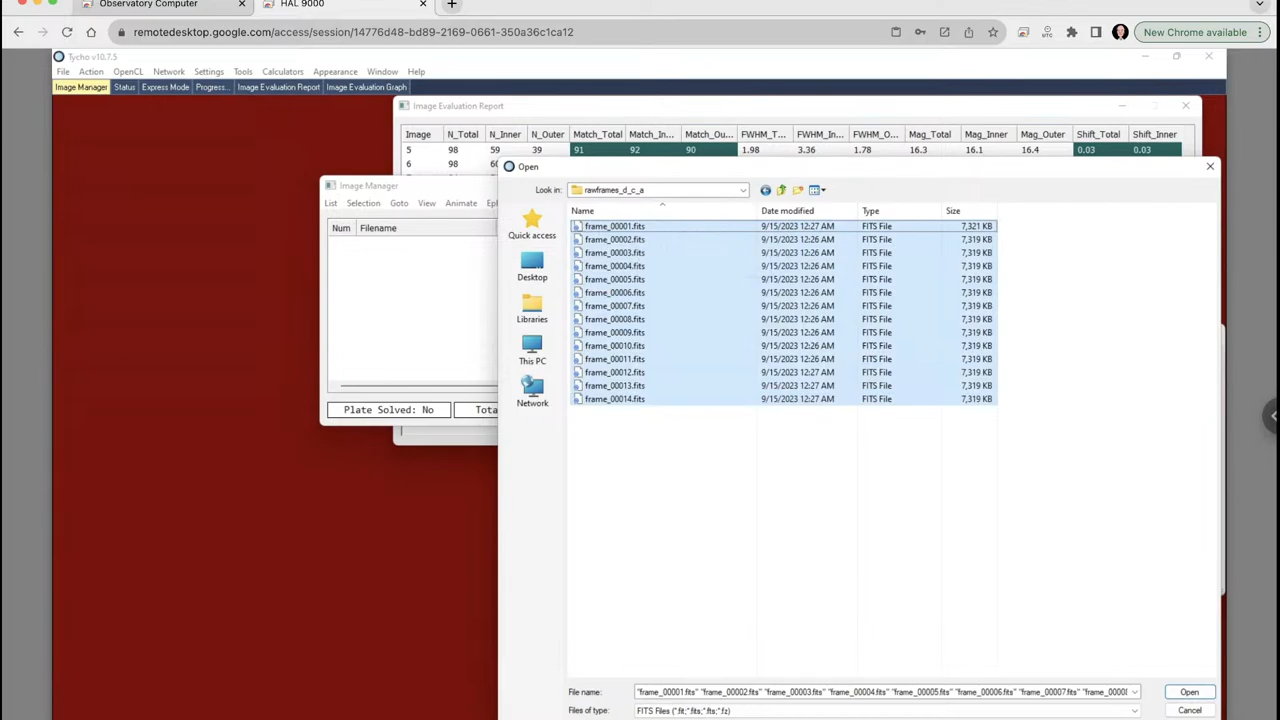 Observatory Computer
HAL 9000
remotedesktop.google.com/access/session/14776d48-bd89-2169-0661-350a36c1ca12
New Chrome available
Tycho v10.7.5
File Action OpenCL Network Settings Tools Calculators Appearance Window Help
Image Manager Status Express Mode Progress... Image Evaluation Report Image Evaluation Graph
Image Evaluation Report
Image N_Total N_Inner N_Outer Match_Total Match_In... Match_Ou... FWHM_T... FWHM_In... FWHM_O... Mag_Total Mag_Inner Mag_Outer Shift_Total Shift_Inner
5 98 59 39 91 92 90 1.98 3.36 1.78 16.3 16.1 16.4 0.03 0.03
6 98
Image Manager
List Selection Goto View Animate
Num Filename
Plate Solved: No
Open
Look in: rawframes_d_c_a
Quick access
Desktop
Libraries
This PC
Network
Name Date modified Type Size
frame_00001.fits 9/15/2023 12:27 AM FITS File 7,321 KB
frame_00002.fits 9/15/2023 12:26 AM FITS File 7,319 KB
frame_00003.fits 9/15/2023 12:26 AM FITS File 7,319 KB
frame_00004.fits 9/15/2023 12:26 AM FITS File 7,319 KB
frame_00005.fits 9/15/2023 12:26 AM FITS File 7,319 KB
frame_00006.fits 9/15/2023 12:26 AM FITS File 7,319 KB
frame_00007.fits 9/15/2023 12:26 AM FITS File 7,319 KB
frame_00008.fits 9/15/2023 12:26 AM FITS File 7,319 KB
frame_00009.fits 9/15/2023 12:26 AM FITS File 7,319 KB
frame_00010.fits 9/15/2023 12:26 AM FITS File 7,319 KB
frame_00011.fits 9/15/2023 12:26 AM FITS File 7,319 KB
frame_00012.fits 9/15/2023 12:27 AM FITS File 7,319 KB
frame_00013.fits 9/15/2023 12:27 AM FITS File 7,319 KB
frame_00014.fits 9/15/2023 12:27 AM FITS File 7,319 KB
File name: "frame_00001.fits" "frame_00002.fits" "frame_00003.fits" "frame_00004.fits" "frame_00005.fits" "frame_00006.fits" "frame_00007.fits" "frame_00008
Open
Files of type: FITS Files (*.fit;*.fits;*.fts;*.fz)
Cancel